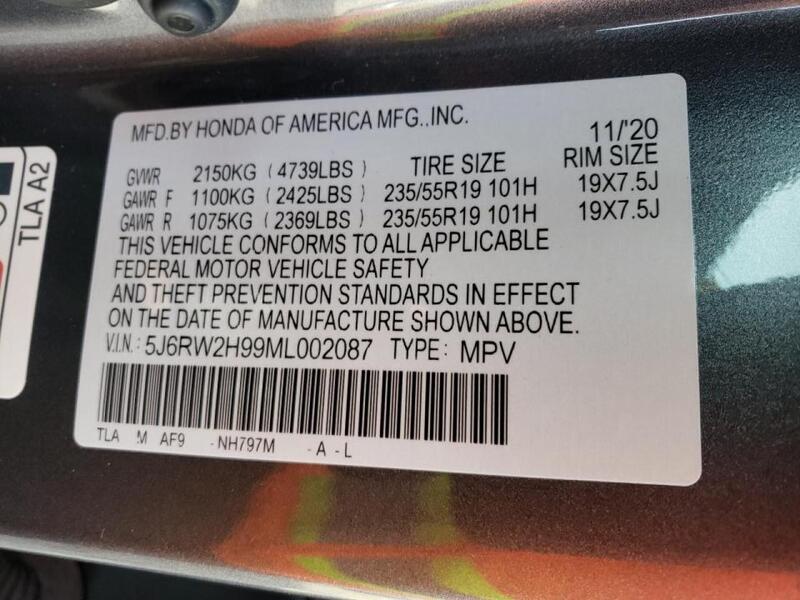 MFD.BY HONDA OF AMERICA MFG.,INC. 11/'20
GVWR 2150KG (4739LBS) TIRE SIZE RIM SIZE
GAWR F 1100KG (2425LBS) 235/55R19 101H 19X7.5J
GAWR R 1075KG (2369LBS) 235/55R19 101H 19X7.5J
THIS VEHICLE CONFORMS TO ALL APPLICABLE
FEDERAL MOTOR VEHICLE SAFETY
AND THEFT PREVENTION STANDARDS IN EFFECT
ON THE DATE OF MANUFACTURE SHOWN ABOVE.
V.I.N.: 5J6RW2H99ML002087 TYPE: MPV
TLA M AF9 -NH797M -A -L
TLA A2